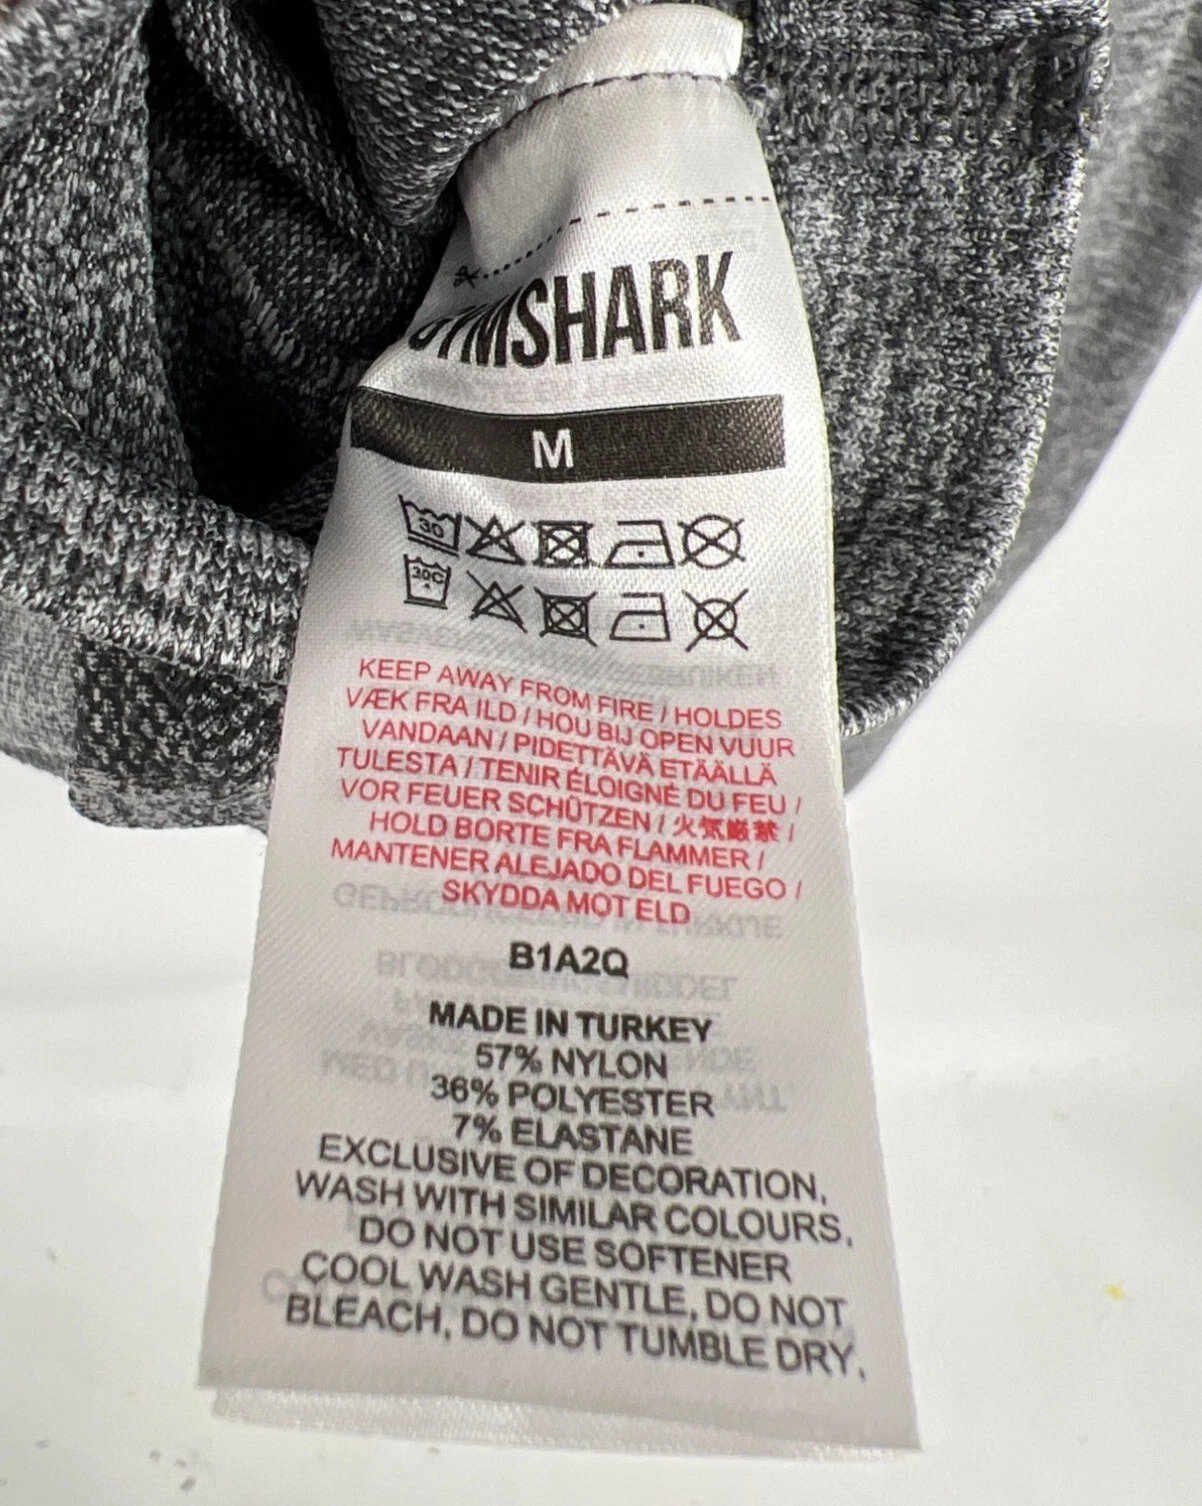 GYMSHARK
M
30
30C
KEEP AWAY FROM FIRE / HOLDES
VÆK FRA ILD / HOU BIJ OPEN VUUR
VANDAAN / PIDETTÄVÄ ETÄÄLLÄ
TULESTA / TENIR ÉLOIGNÉ DU FEU /
VOR FEUER SCHÜTZEN / 火気厳禁 /
HOLD BORTE FRA FLAMMER /
MANTENER ALEJADO DEL FUEGO /
SKYDDA MOT ELD
B1A2Q
MADE IN TURKEY
57% NYLON
36% POLYESTER
7% ELASTANE
EXCLUSIVE OF DECORATION,
WASH WITH SIMILAR COLOURS,
DO NOT USE SOFTENER
COOL WASH GENTLE, DO NOT
BLEACH, DO NOT TUMBLE DRY,